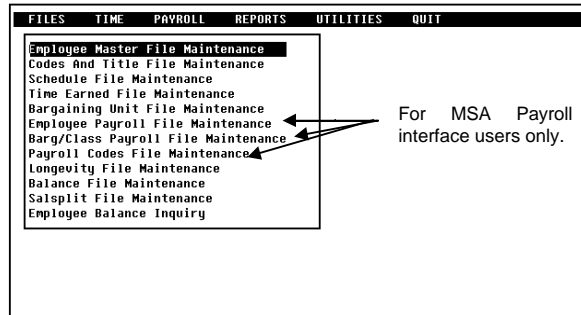 FILES TIME PAYROLL REPORTS UTILITIES QUIT
Employee Master File Maintenance
Codes And Title File Maintenance
Schedule File Maintenance
Time Earned File Maintenance
Bargaining Unit File Maintenance
Employee Payroll File Maintenance
Barg/Class Payroll File Maintenance
Payroll Codes File Maintenance
Longevity File Maintenance
Balance File Maintenance
Salsplit File Maintenance
Employee Balance Inquiry
For MSA Payroll
interface users only.